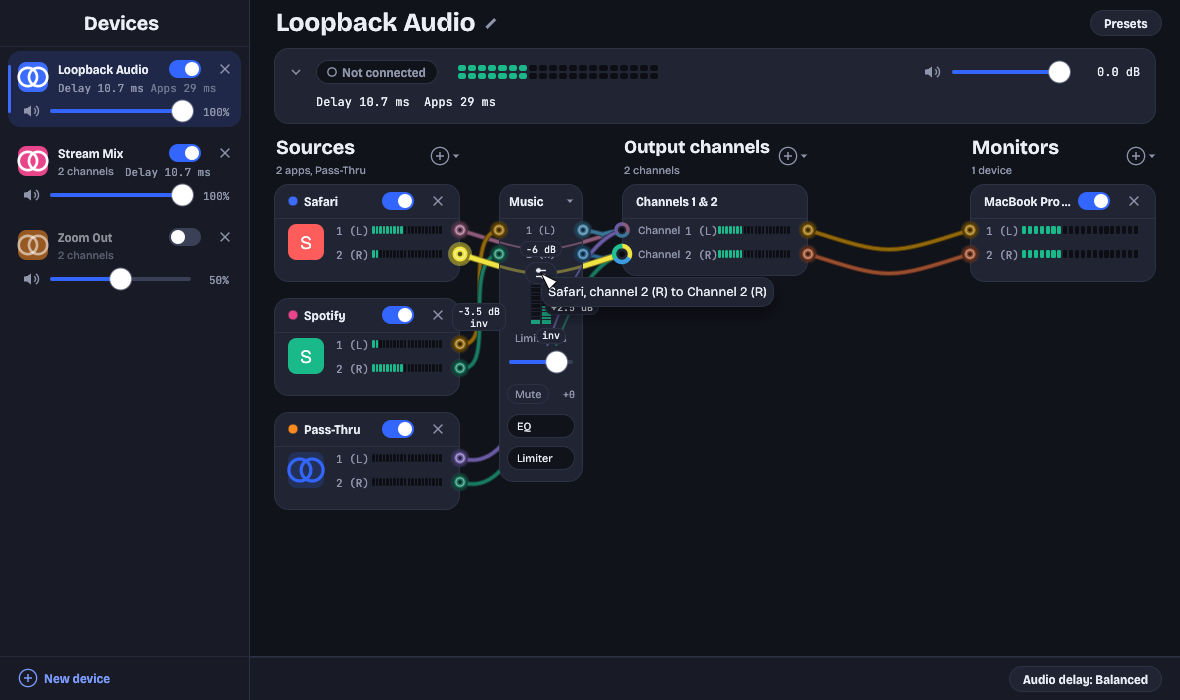 Devices
Loopback Audio
Delay 10.7 ms Apps 29 ms
100%
Stream Mix
2 channels Delay 10.7 ms
100%
Zoom Out
2 channels
50%
New device
Loopback Audio
Presets
Not connected
0.0 dB
Delay 10.7 ms Apps 29 ms
Sources
2 apps, Pass-Thru
Output channels
2 channels
Monitors
1 device
Safari
S
1 (L)
2 (R)
Spotify
S
1 (L)
2 (R)
Pass-Thru
1 (L)
2 (R)
-3.5 dB
inv
Music
1 (L)
-6 dB
+2.5 dB
inv
Mute +0
EQ
Limiter
Channels 1 & 2
Channel 1 (L)
Channel 2 (R)
Safari, channel 2 (R) to Channel 2 (R)
MacBook Pro ...
1 (L)
2 (R)
Audio delay: Balanced